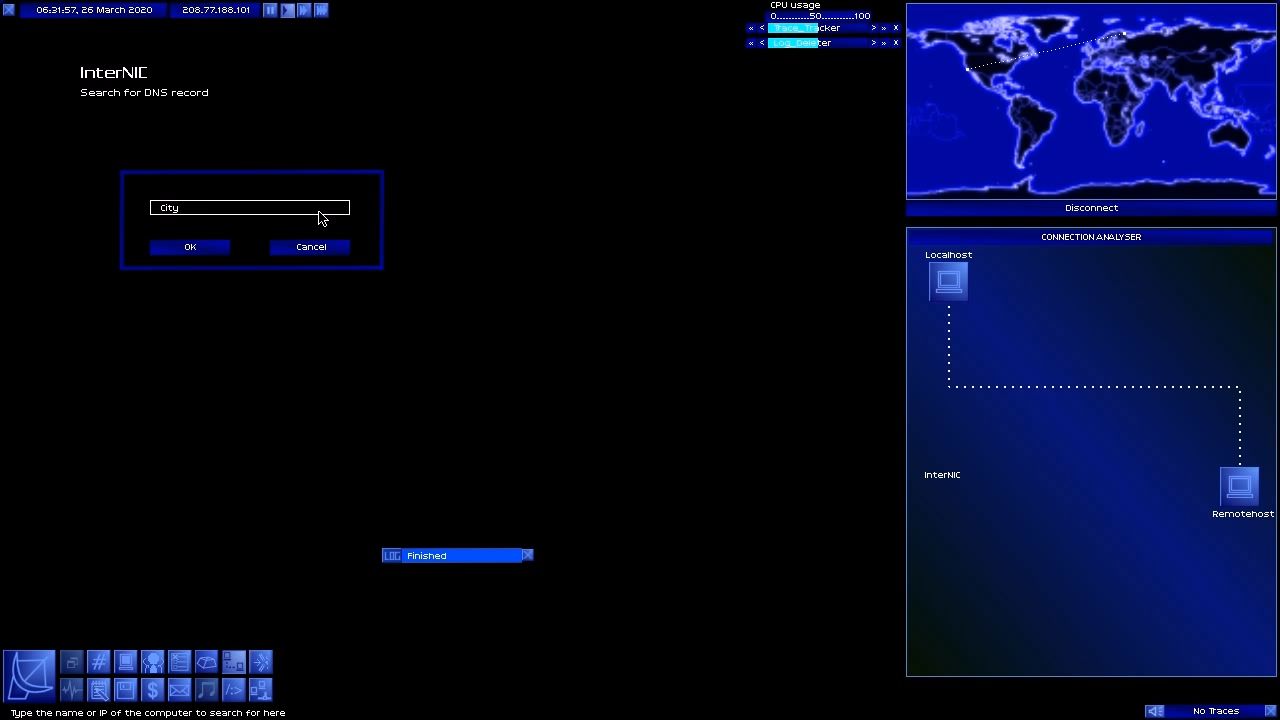 06:31:57, 26 March 2020
208.77.188.101
CPU usage
0...........50...........100
« < Trace_Tracker > » x
« < Log_Deleter > » x
InterNIC
Search for DNS record
City
OK
Cancel
Disconnect
CONNECTION ANALYSER
Localhost
InterNIC
Remotehost
LOG Finished
Type the name or IP of the computer to search for here
No Traces